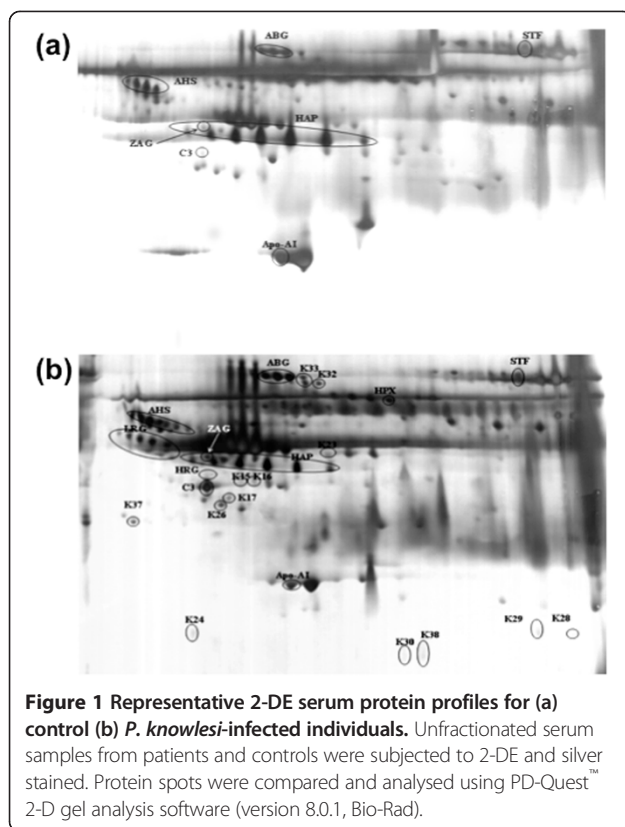 (a)
ABG
STF
AHS
HAP
ZAG
C3
Apo-AI
(b)
ABG
K33
K32
STF
HPX
AHS
LRG
ZAG
K23
HAP
HRG
K35 K16
C3
K17
K26
K37
Apo-AI
K24
K30
K38
K29
K28
Figure 1 Representative 2-DE serum protein profiles for (a)
control (b) P. knowlesi-infected individuals. Unfractionated serum
samples from patients and controls were subjected to 2-DE and silver
stained. Protein spots were compared and analysed using PD-Quest™
2-D gel analysis software (version 8.0.1, Bio-Rad).